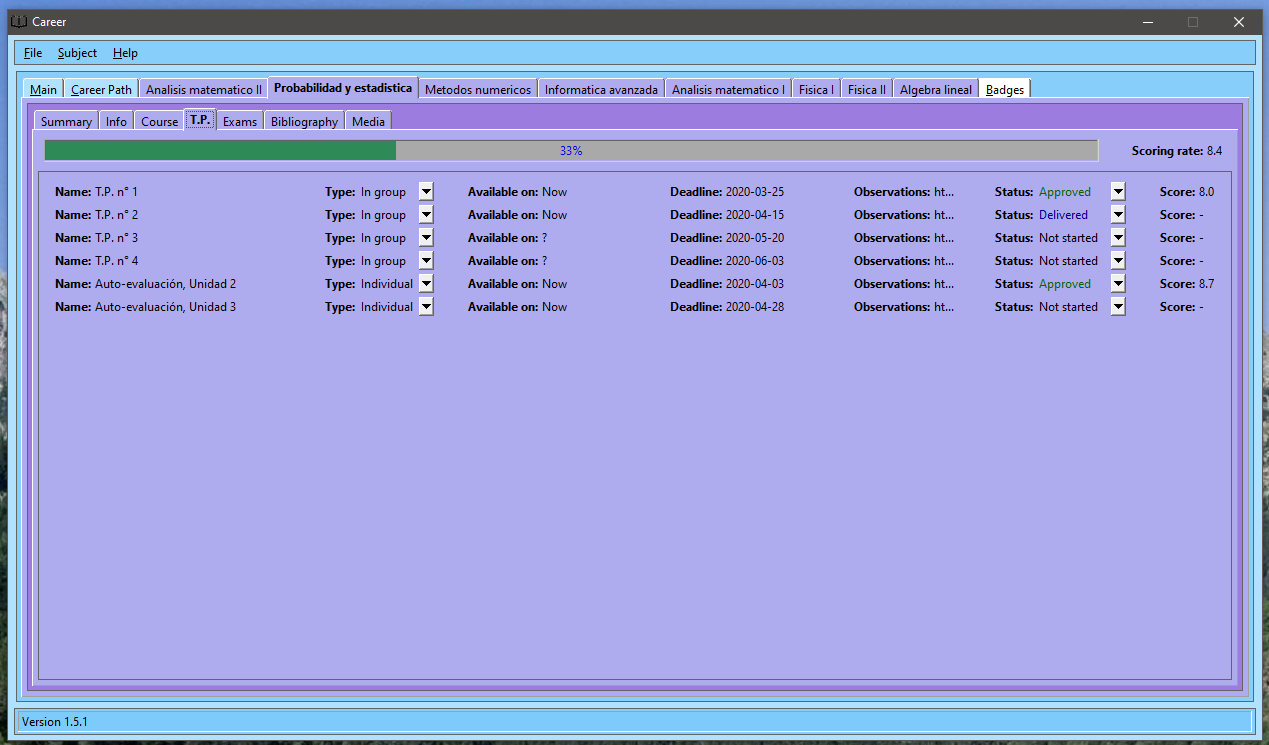 Career
File Subject Help
Main Career Path Analisis matematico II Probabilidad y estadistica Metodos numericos Informatica avanzada Analisis matematico I Fisica I Fisica II Algebra lineal Badges
Summary Info Course T.P. Exams Bibliography Media
33% Scoring rate: 8.4
Name: T.P. n° 1 Type: In group Available on: Now Deadline: 2020-03-25 Observations: ht... Status: Approved Score: 8.0
Name: T.P. n° 2 Type: In group Available on: Now Deadline: 2020-04-15 Observations: ht... Status: Delivered Score: -
Name: T.P. n° 3 Type: In group Available on: ? Deadline: 2020-05-20 Observations: ht... Status: Not started Score: -
Name: T.P. n° 4 Type: In group Available on: ? Deadline: 2020-06-03 Observations: ht... Status: Not started Score: -
Name: Auto-evaluación, Unidad 2 Type: Individual Available on: Now Deadline: 2020-04-03 Observations: ht... Status: Approved Score: 8.7
Name: Auto-evaluación, Unidad 3 Type: Individual Available on: Now Deadline: 2020-04-28 Observations: ht... Status: Not started Score: -
Version 1.5.1